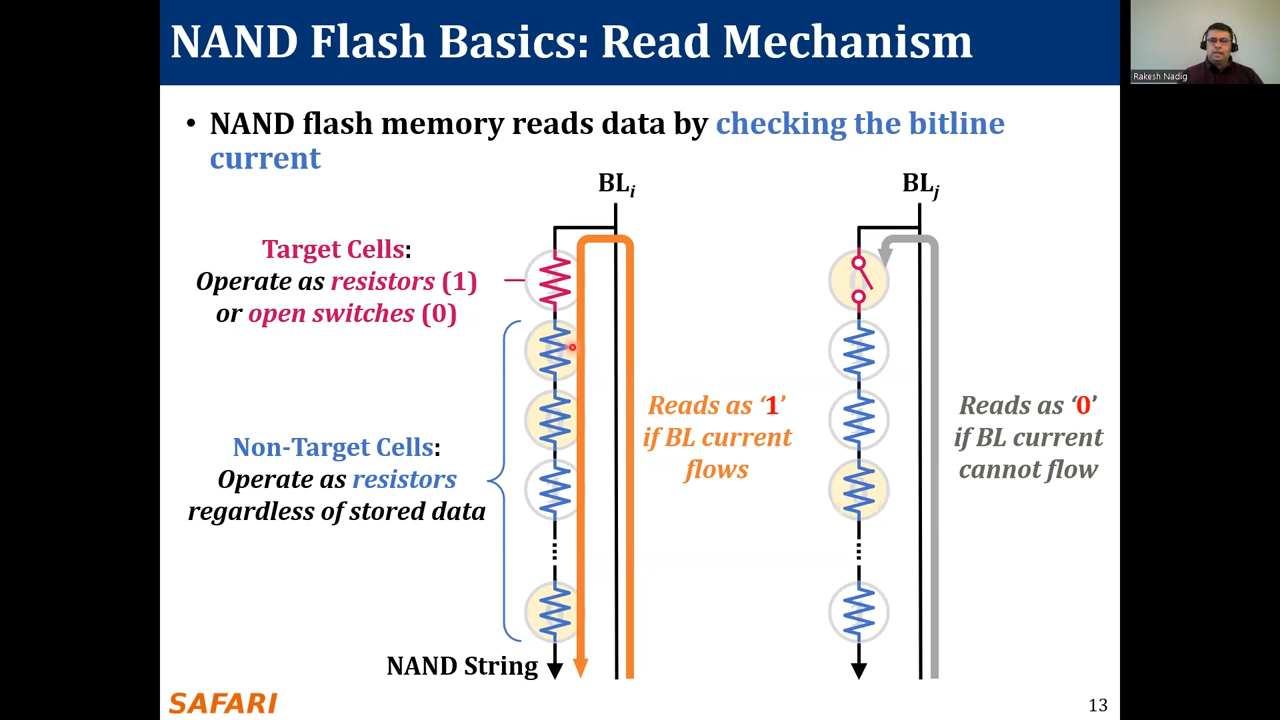 NAND Flash Basics: Read Mechanism
Rakesh Nadig
• NAND flash memory reads data by checking the bitline
current
BLi
BLj
Target Cells:
Operate as resistors (1)
or open switches (0)
Reads as ‘1’
if BL current
flows
Reads as ‘0’
if BL current
cannot flow
Non-Target Cells:
Operate as resistors
regardless of stored data
NAND String
SAFARI
13